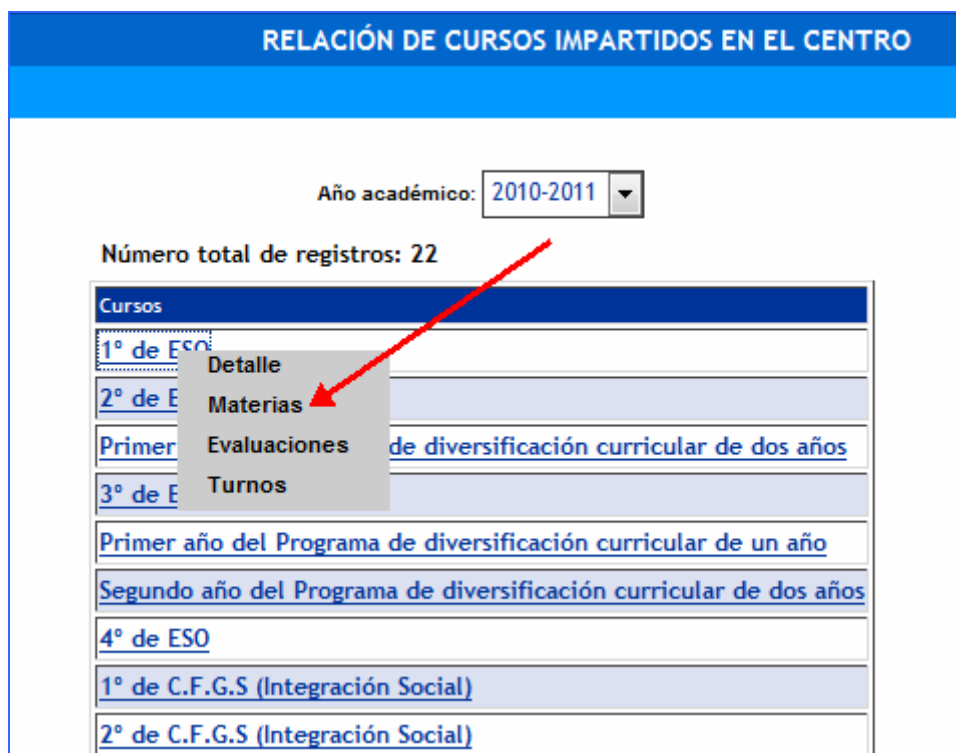 RELACIÓN DE CURSOS IMPARTIDOS EN EL CENTRO
Año académico: 2010-2011
Número total de registros: 22
Cursos
1º de ESO
Detalle
2º de E
Materias
Primer de diversificación curricular de dos años
Evaluaciones
3º de E
Turnos
Primer año del Programa de diversificación curricular de un año
Segundo año del Programa de diversificación curricular de dos años
4º de ESO
1º de C.F.G.S (Integración Social)
2º de C.F.G.S (Integración Social)